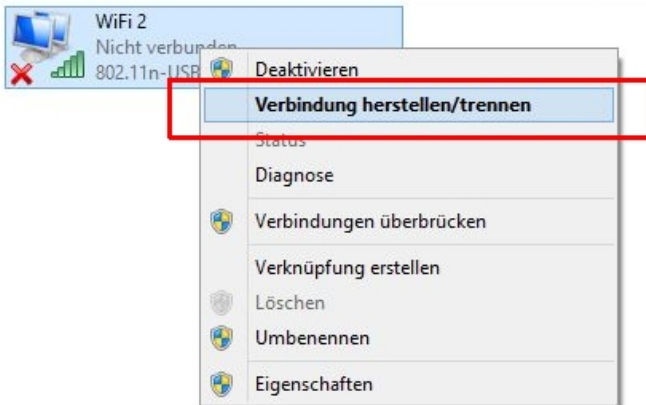 WiFi 2
Nicht verbunden
802.11n-USB
Deaktivieren
Verbindung herstellen/trennen
Status
Diagnose
Verbindungen überbrücken
Verknüpfung erstellen
Löschen
Umbenennen
Eigenschaften